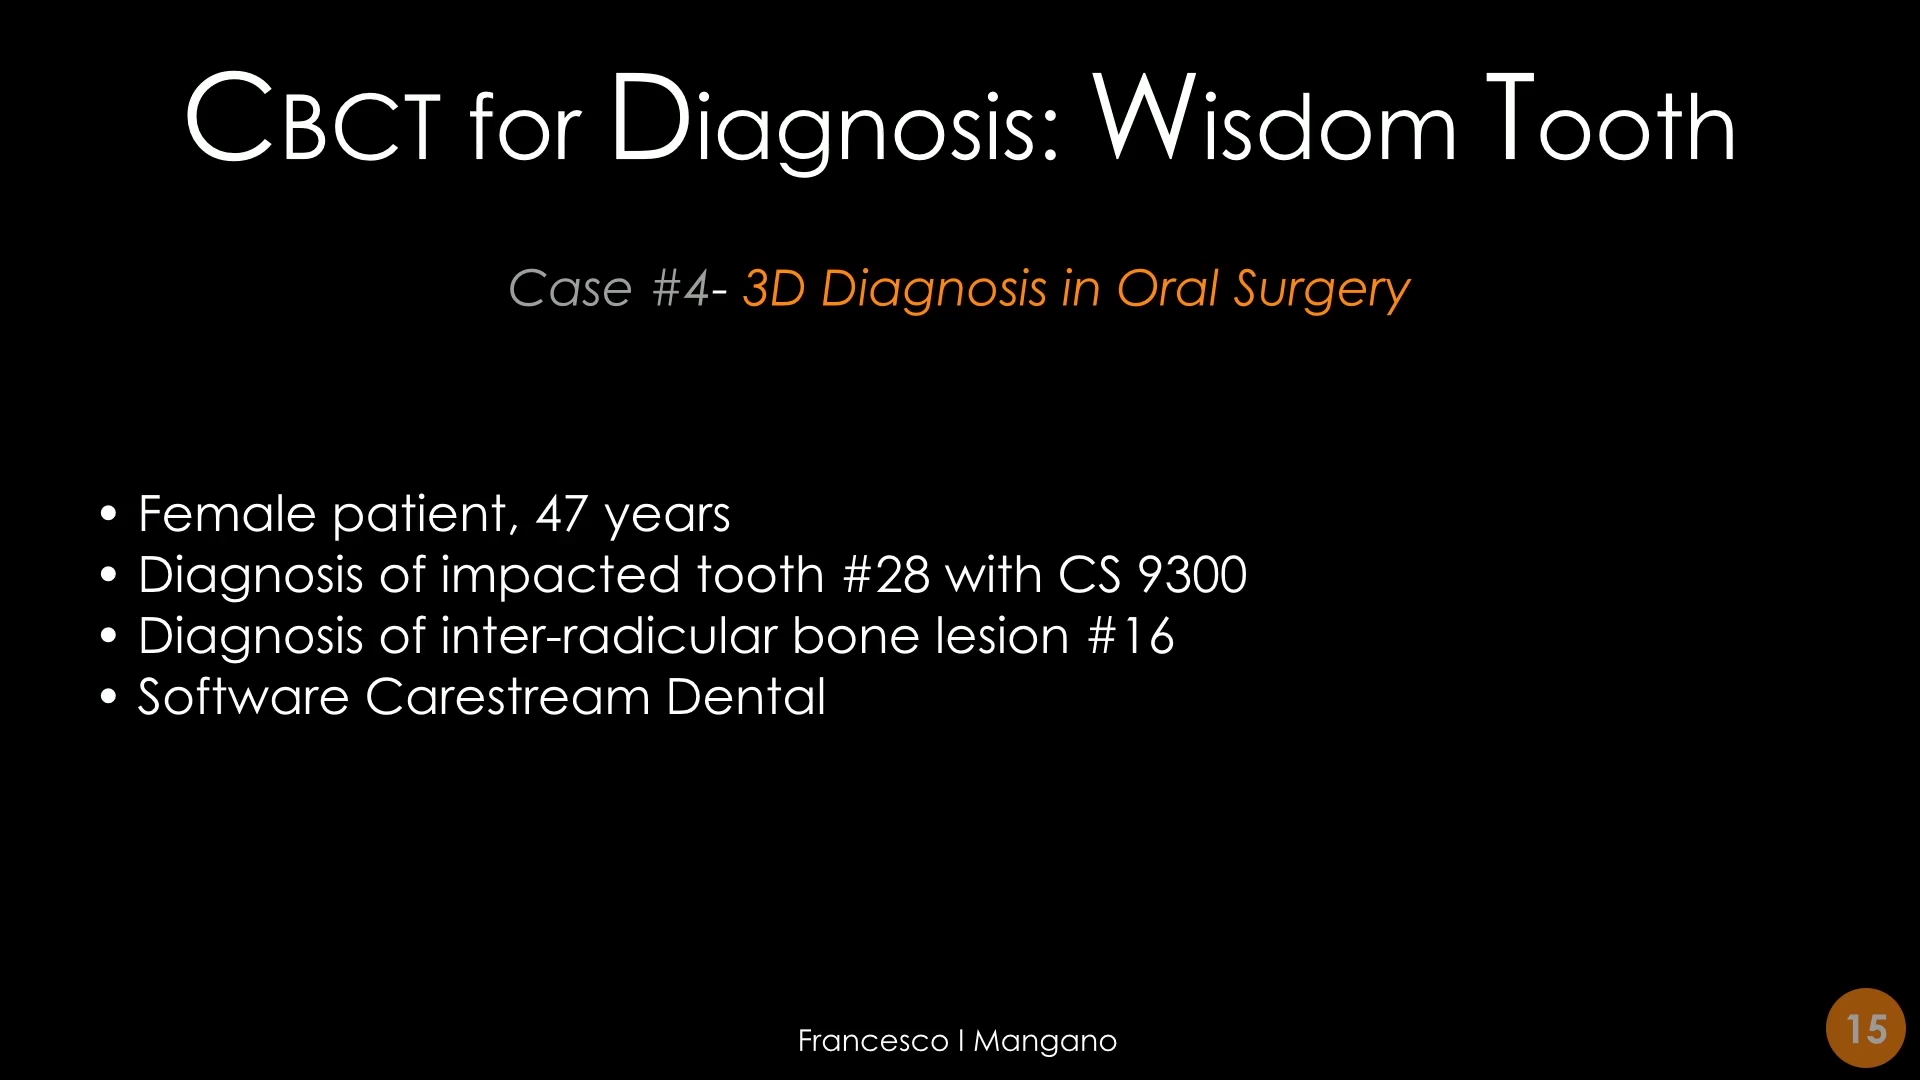 CBCT for Diagnosis: Wisdom Tooth
Case #4- 3D Diagnosis in Oral Surgery
• Female patient, 47 years
• Diagnosis of impacted tooth #28 with CS 9300
• Diagnosis of inter-radicular bone lesion #16
• Software Carestream Dental
Francesco I Mangano
15